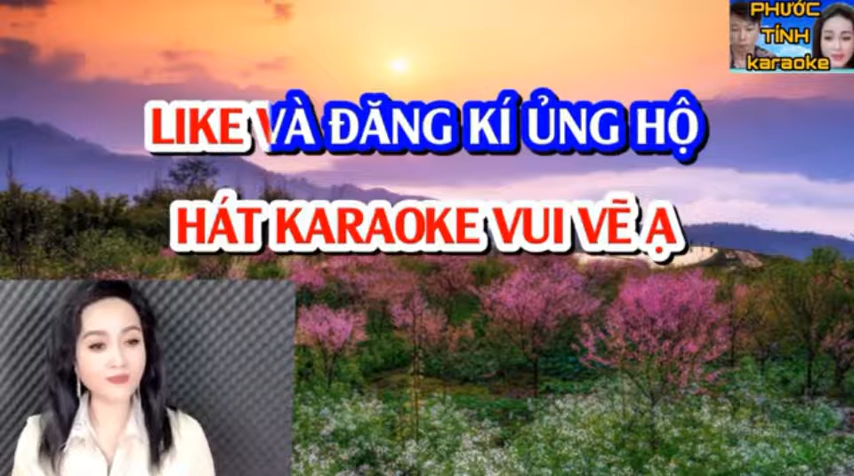 PHƯỚC
TÍNH
karaoke
LIKE VÀ ĐĂNG KÍ ỦNG HỘ
HÁT KARAOKE VUI VẼ Ạ